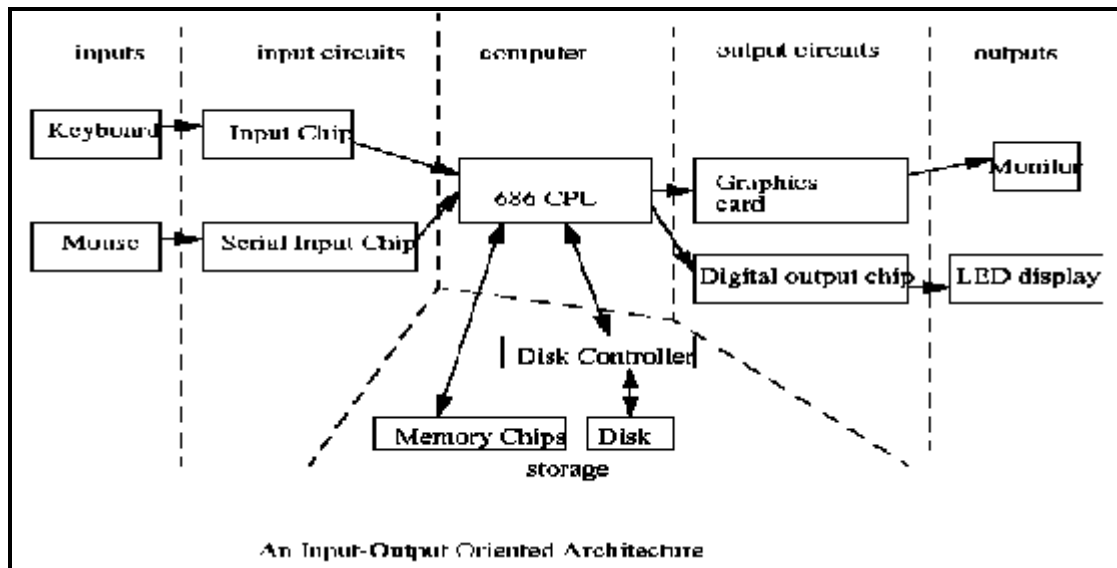 inputs
input circuits
computer
output circuits
outputs
Keyboard
Input Chip
686 CPU
Graphics
card
Monitor
Mouse
Serial Input Chip
Digital output chip
LED display
Disk Controller
Memory Chips
Disk
storage
An Input-Output Oriented Architecture